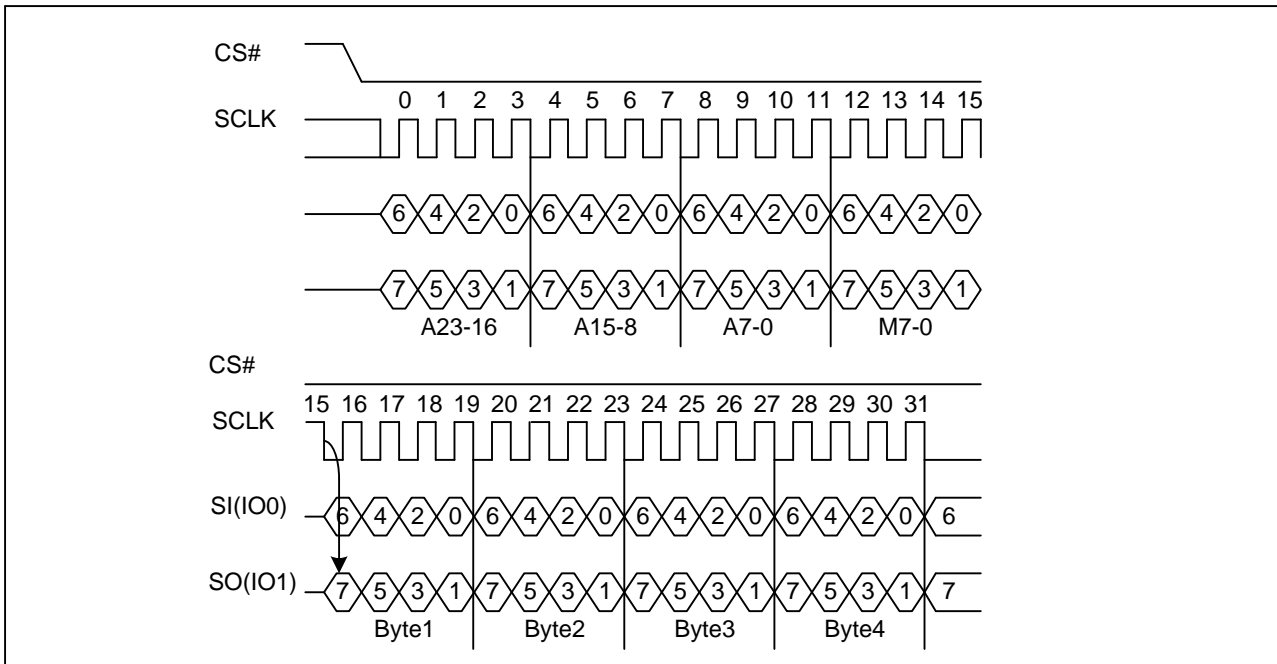 CS#
0 1 2 3 4 5 6 7 8 9 10 11 12 13 14 15
SCLK
6 4 2 0 6 4 2 0 6 4 2 0 6 4 2 0
7 5 3 1 7 5 3 1 7 5 3 1 7 5 3 1
A23-16 A15-8 A7-0 M7-0
CS#
15 16 17 18 19 20 21 22 23 24 25 26 27 28 29 30 31
SCLK
SI(IO0) 6 4 2 0 6 4 2 0 6 4 2 0 6 4 2 0 6
SO(IO1) 7 5 3 1 7 5 3 1 7 5 3 1 7 5 3 1 7
Byte1 Byte2 Byte3 Byte4